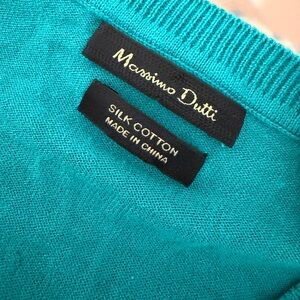 Massimo Dutti
SILK COTTON
MADE IN CHINA